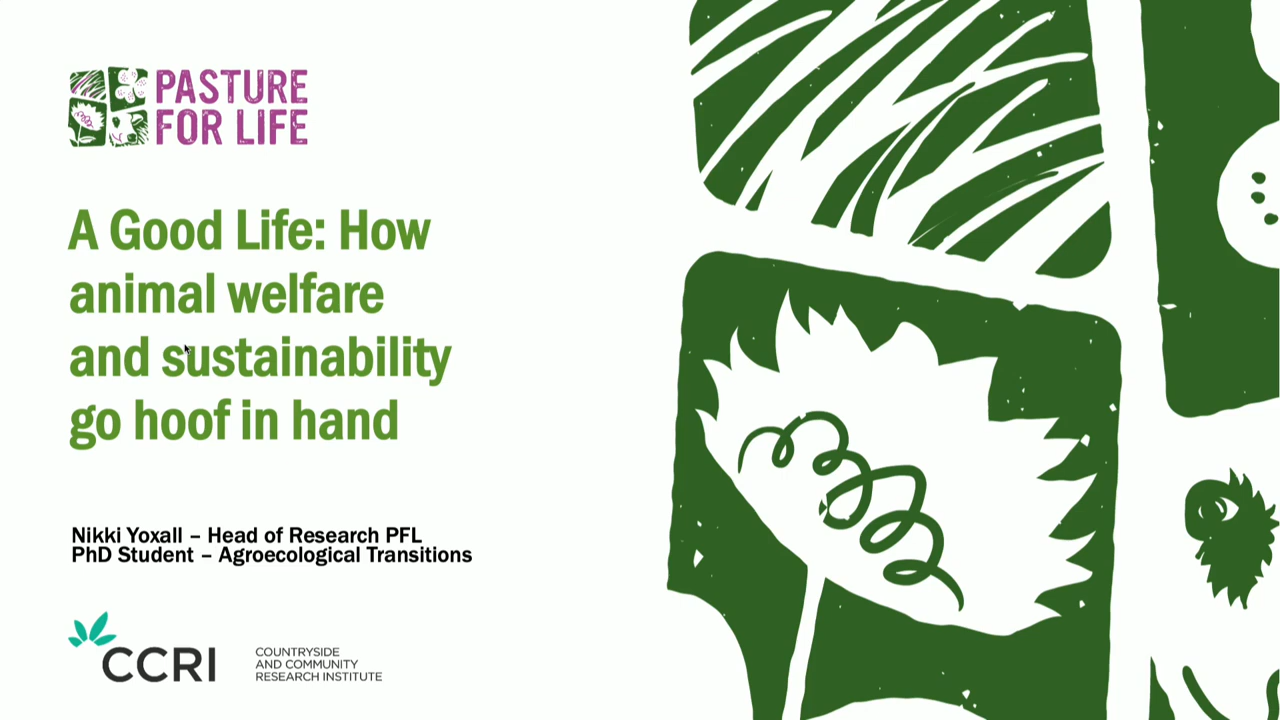 PASTURE
FOR LIFE
A Good Life: How
animal welfare
and sustainability
go hoof in hand
Nikki Yoxall – Head of Research PFL
PhD Student – Agroecological Transitions
CCRI
COUNTRYSIDE
AND COMMUNITY
RESEARCH INSTITUTE